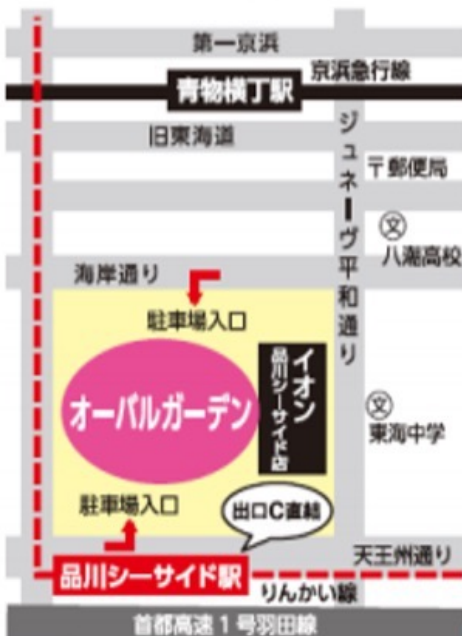 第一京浜
京浜急行線
青物横丁駅
旧東海道
ジュネーヴ平和通り
〒郵便局
文
八潮高校
海岸通り
駐車場入口
イオン
品川シーサイド店
オーバルガーデン
文
東海中学
駐車場入口
出口C直結
天王州通り
品川シーサイド駅
りんかい線
首都高速1号羽田線